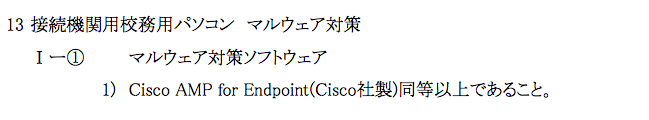 13 接続機関用校務用パソコン　マルウェア対策
Ⅰー①　マルウェア対策ソフトウェア
1)　Cisco AMP for Endpoint(Cisco社製)同等以上であること。